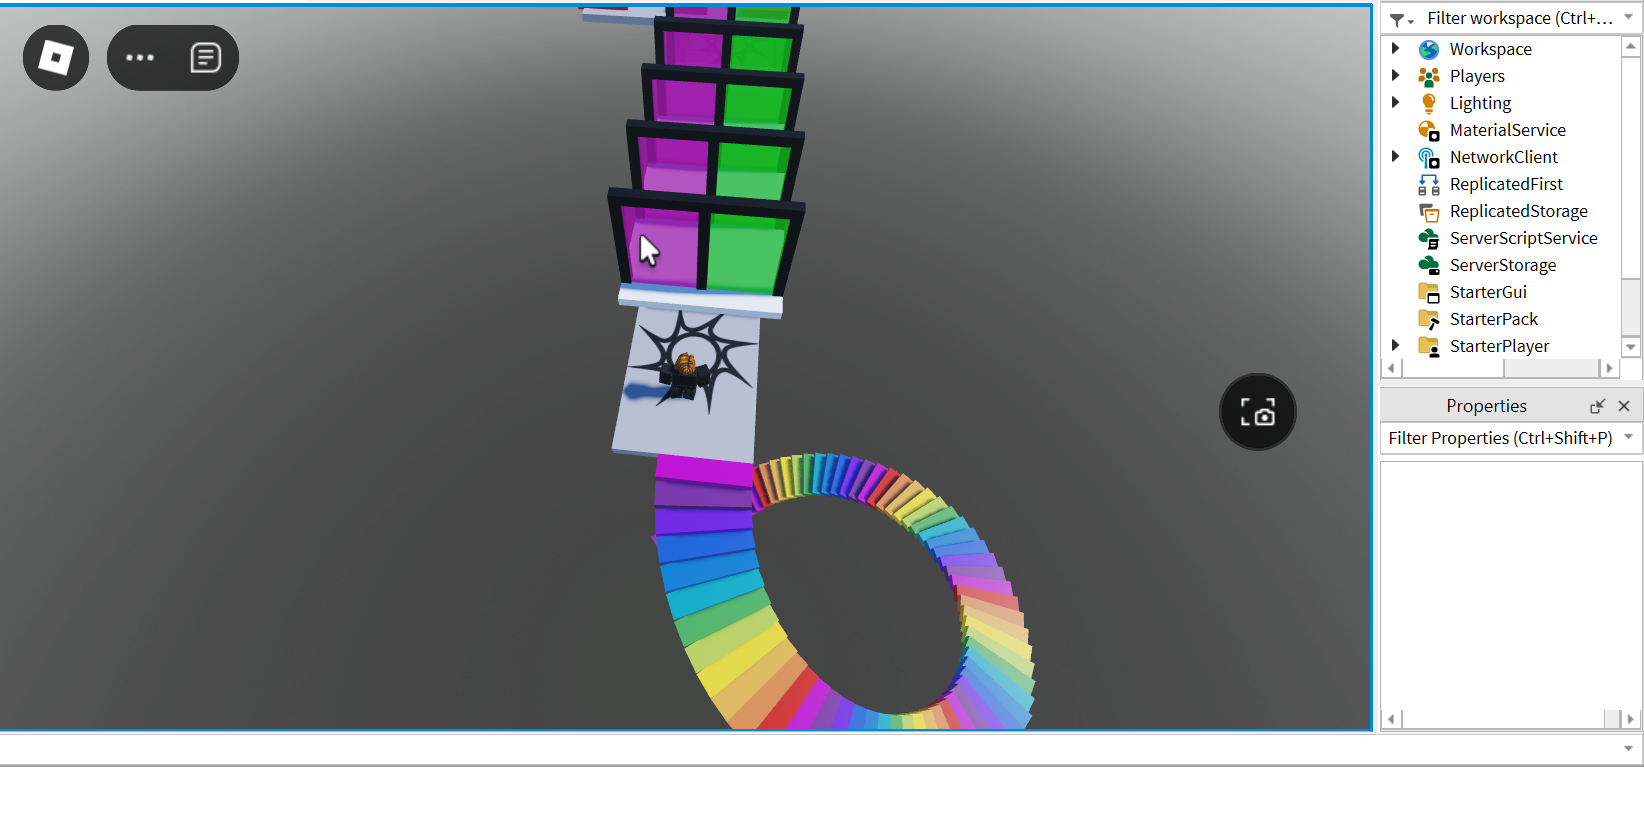 Filter workspace (Ctrl+...
Workspace
Players
Lighting
MaterialService
NetworkClient
ReplicatedFirst
ReplicatedStorage
ServerScriptService
ServerStorage
StarterGui
StarterPack
StarterPlayer
Properties
Filter Properties (Ctrl+Shift+P)